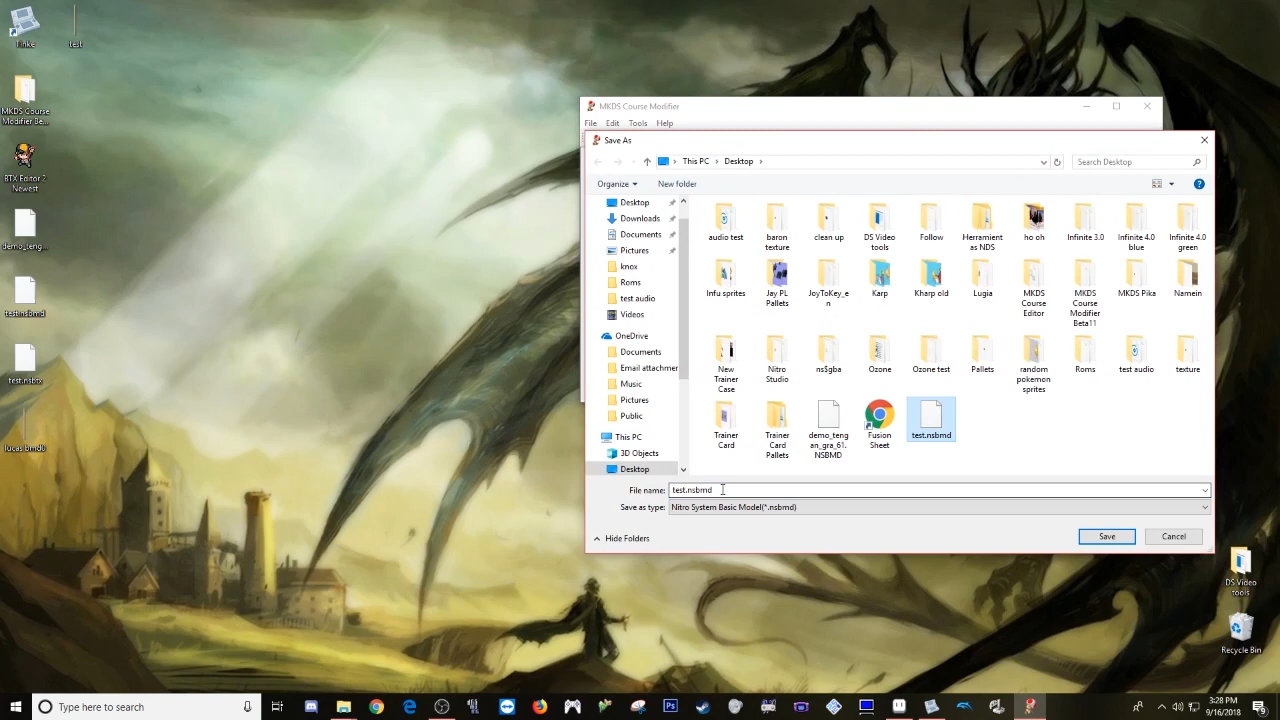 Tinke
test
MKDS Course
Modifier Be...
BTX Editor 2
Newest
demo_teng...
test.nsbmd
test.nsbtx
lucas bmd0
MKDS Course Modifier
File Edit Tools Help
Save As
This PC > Desktop >
Search Desktop
Organize
New folder
Desktop
Downloads
Documents
Pictures
knox
Roms
test audio
Videos
OneDrive
Documents
Email attachmer
Music
Pictures
Public
This PC
3D Objects
Desktop
audio test
baron
texture
clean up
DS Video
tools
Follow
Herramient
as NDS
ho oh
Infinite 3.0
Infinite 4.0
blue
Infinite 4.0
green
Infu sprites
Jay PL
Pallets
JoyToKey_e
n
Karp
Kharp old
Lugia
MKDS
Course
Editor
MKDS
Course
Modifier
Beta11
MKDS Pika
Namein
New
Trainer
Case
Nitro
Studio
ns$gba
Ozone
Ozone test
Pallets
random
pokemon
sprites
Roms
test audio
texture
Trainer
Card
Trainer
Card
Pallets
demo_teng
an_gra_61.
NSBMD
Fusion
Sheet
test.nsbmd
File name: test.nsbmd
Save as type: Nitro System Basic Model(*.nsbmd)
Hide Folders
Save
Cancel
DS Video
tools
Recycle Bin
Type here to search
3:28 PM
9/16/2018